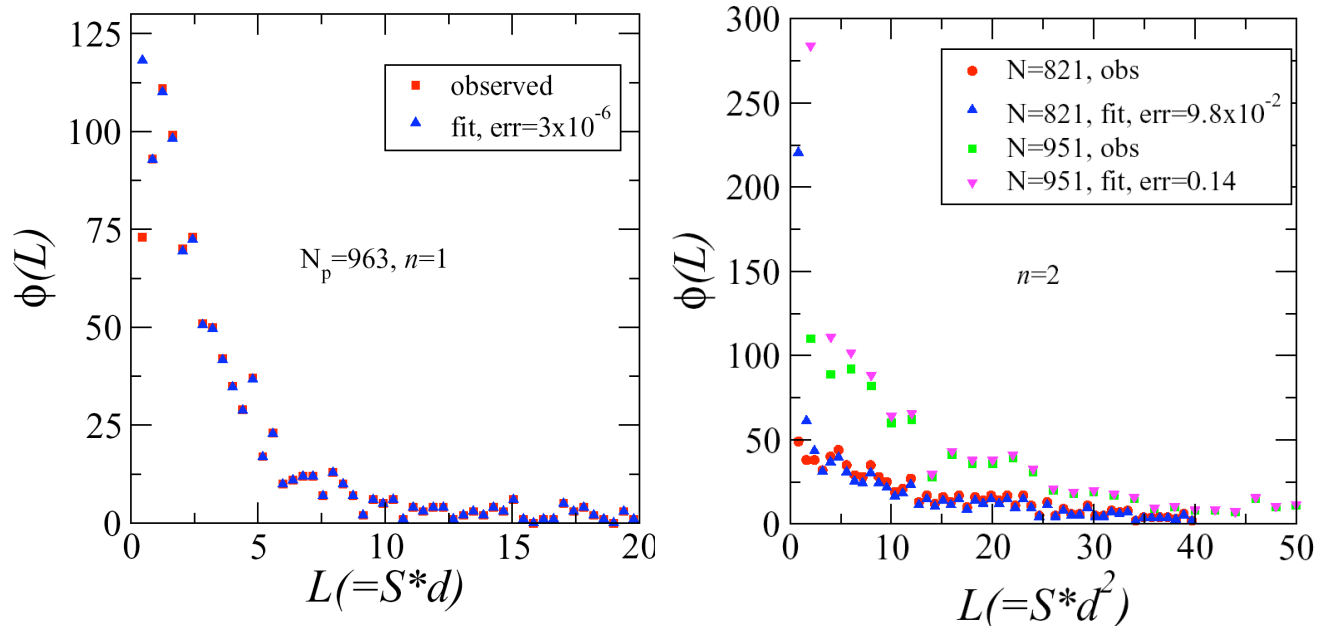 125
100
75
50
25
0
ϕ(L)
observed
fit, err=3x10⁻⁶
Nₚ=963, n=1
0 5 10 15 20
L(=S*d)
300
250
200
150
100
50
0
ϕ(L)
N=821, obs
N=821, fit, err=9.8x10⁻²
N=951, obs
N=951, fit, err=0.14
n=2
0 10 20 30 40 50
L(=S*d²)